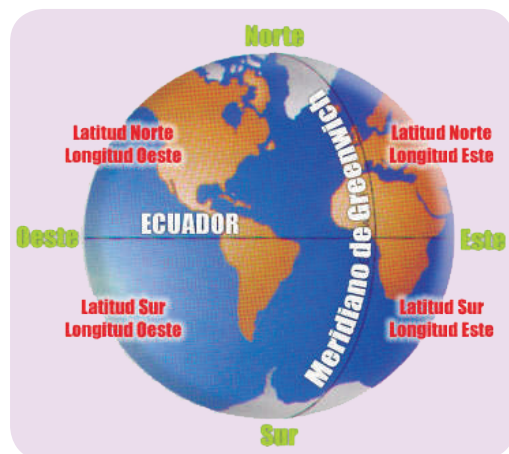 Norte
Latitud Norte
Longitud Oeste
Latitud Norte
Longitud Este
Meridiano de Greenwich
ECUADOR
Oeste
Este
Latitud Sur
Longitud Oeste
Latitud Sur
Longitud Este
Sur